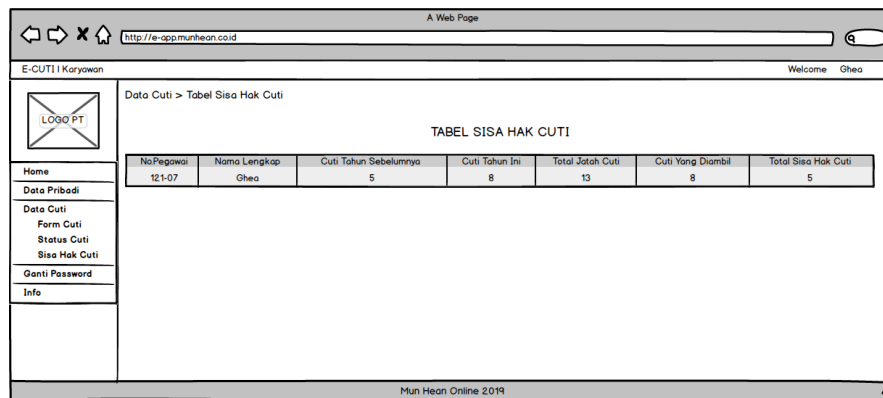 A Web Page
http://e-app.munhean.co.id
E-CUTI | Karyawan
Welcome Ghea
LOGO PT
Data Cuti > Tabel Sisa Hak Cuti
TABEL SISA HAK CUTI
No.Pegawai Nama Lengkap Cuti Tahun Sebelumnya Cuti Tahun Ini Total Jatah Cuti Cuti Yang Diambil Total Sisa Hak Cuti
121-07 Ghea 5 8 13 8 5
Home
Data Pribadi
Data Cuti
Form Cuti
Status Cuti
Sisa Hak Cuti
Ganti Password
Info
Mun Hean Online 2019